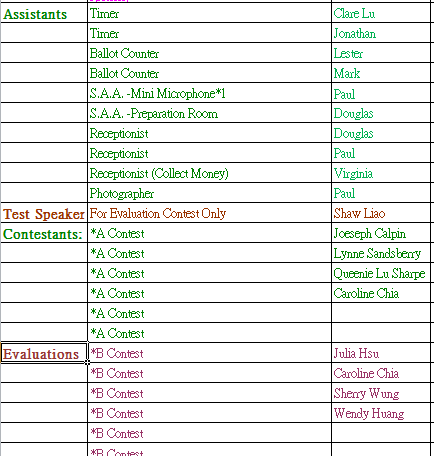 Assistants Timer Clare Lu
Timer Jonathan
Ballot Counter Lester
Ballot Counter Mark
S.A.A. -Mini Microphone*1 Paul
S.A.A. -Preparation Room Douglas
Receptionist Douglas
Receptionist Paul
Receptionist (Collect Money) Virginia
Photographer Paul
Test Speaker For Evaluation Contest Only Shaw Liao
Contestants: *A Contest Joeseph Calpin
*A Contest Lynne Sandsberry
*A Contest Queenie Lu Sharpe
*A Contest Caroline Chia
*A Contest
*A Contest
Evaluations *B Contest Julia Hsu
*B Contest Caroline Chia
*B Contest Sherry Wung
*B Contest Wendy Huang
*B Contest
*B Contest